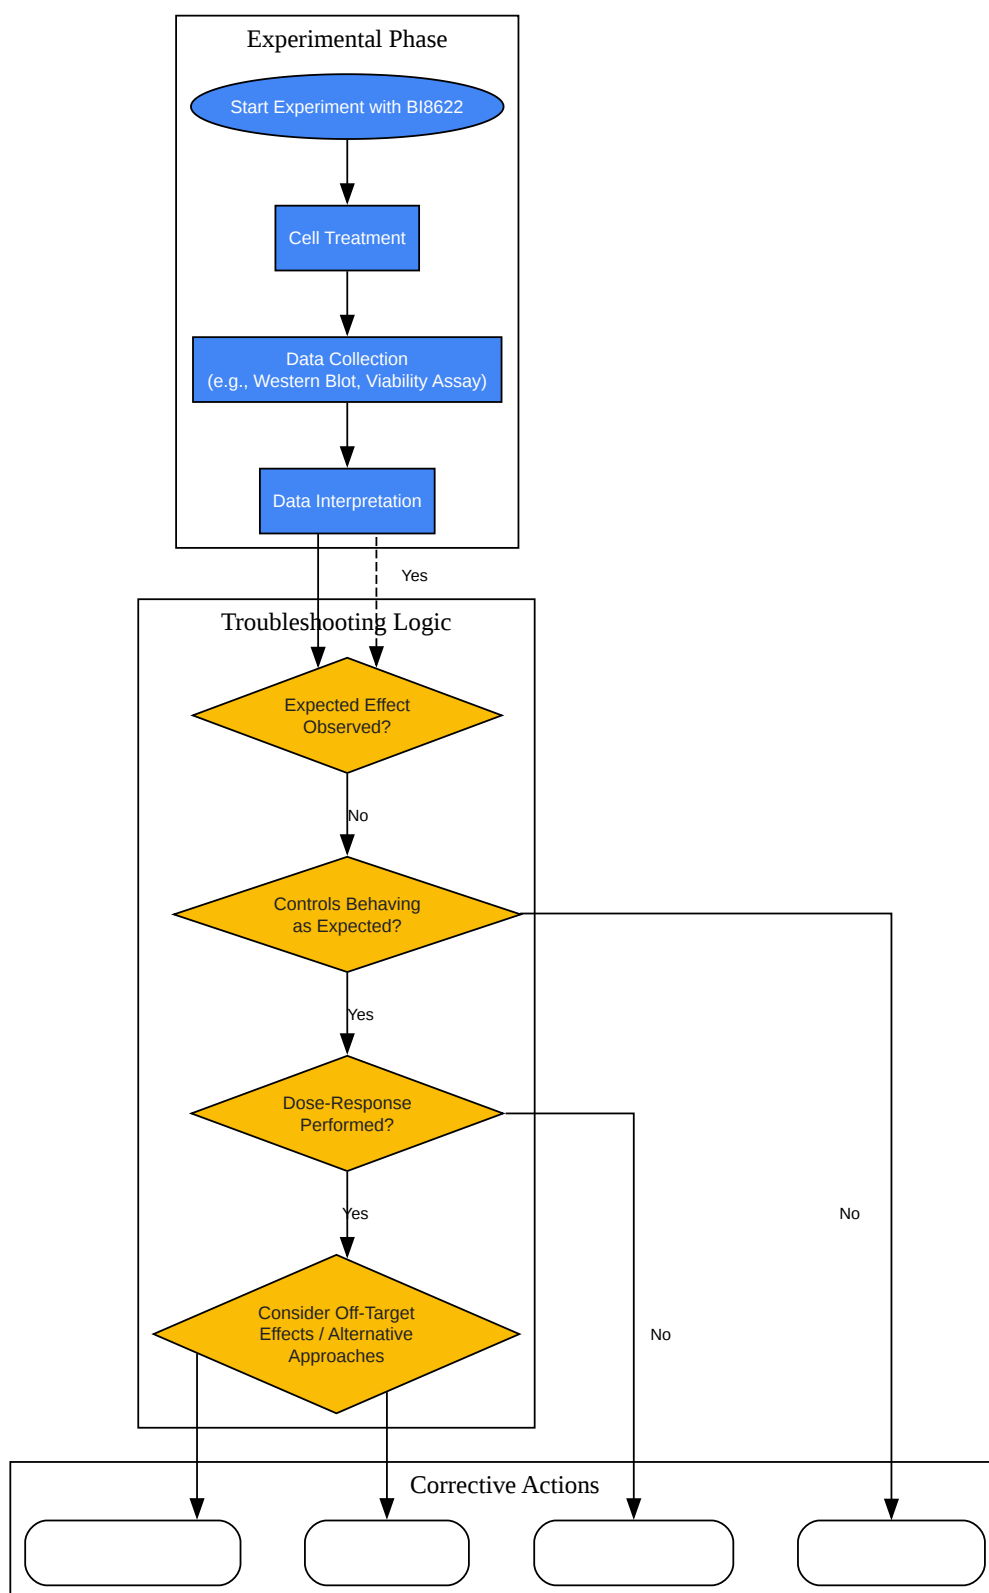 Experimental Phase
Start Experiment with BI8622
Cell Treatment
Data Collection
(e.g., Western Blot, Viability Assay)
Data Interpretation
Yes
Troubleshooting Logic
Expected Effect
Observed?
No
Controls Behaving
as Expected?
Yes
Dose-Response
Performed?
Yes
No
Consider Off-Target
Effects / Alternative
Approaches
No
Corrective Actions